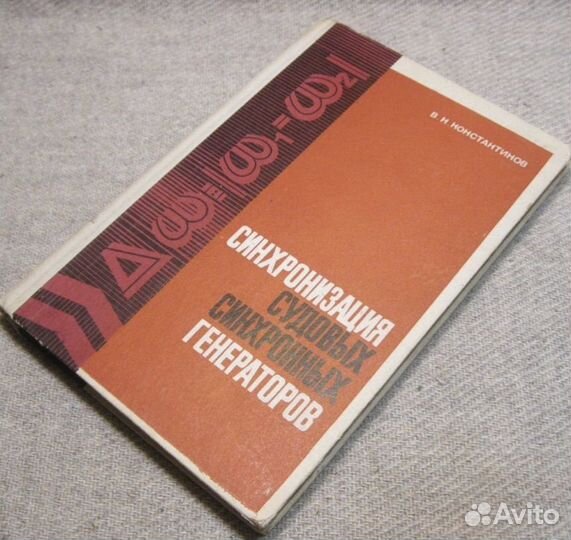 В. Н. КОНСТАНТИНОВ
Δω=|ω₁=ω₂|
СИНХРОНИЗАЦИЯ
СУДОВЫХ
СИНХРОННЫХ
ГЕНЕРАТОРОВ
Avito